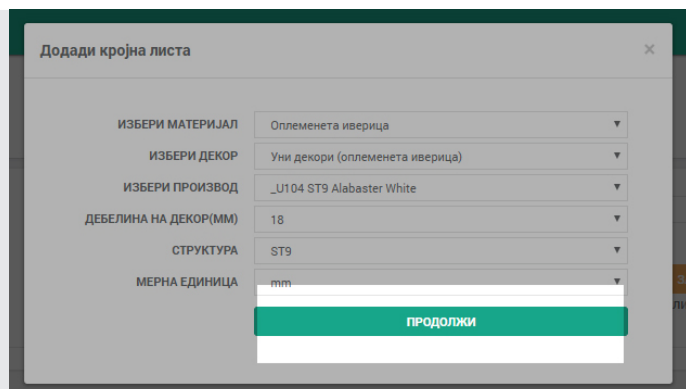 Додади кројна листа ×
ИЗБЕРИ МАТЕРИЈАЛ Оплеменета иверица
ИЗБЕРИ ДЕКОР Уни декори (оплеменета иверица)
ИЗБЕРИ ПРОИЗВОД _U104 ST9 Alabaster White
ДЕБЕЛИНА НА ДЕКОР(ММ) 18
СТРУКТУРА ST9
МЕРНА ЕДИНИЦА mm
ПРОДОЛЖИ